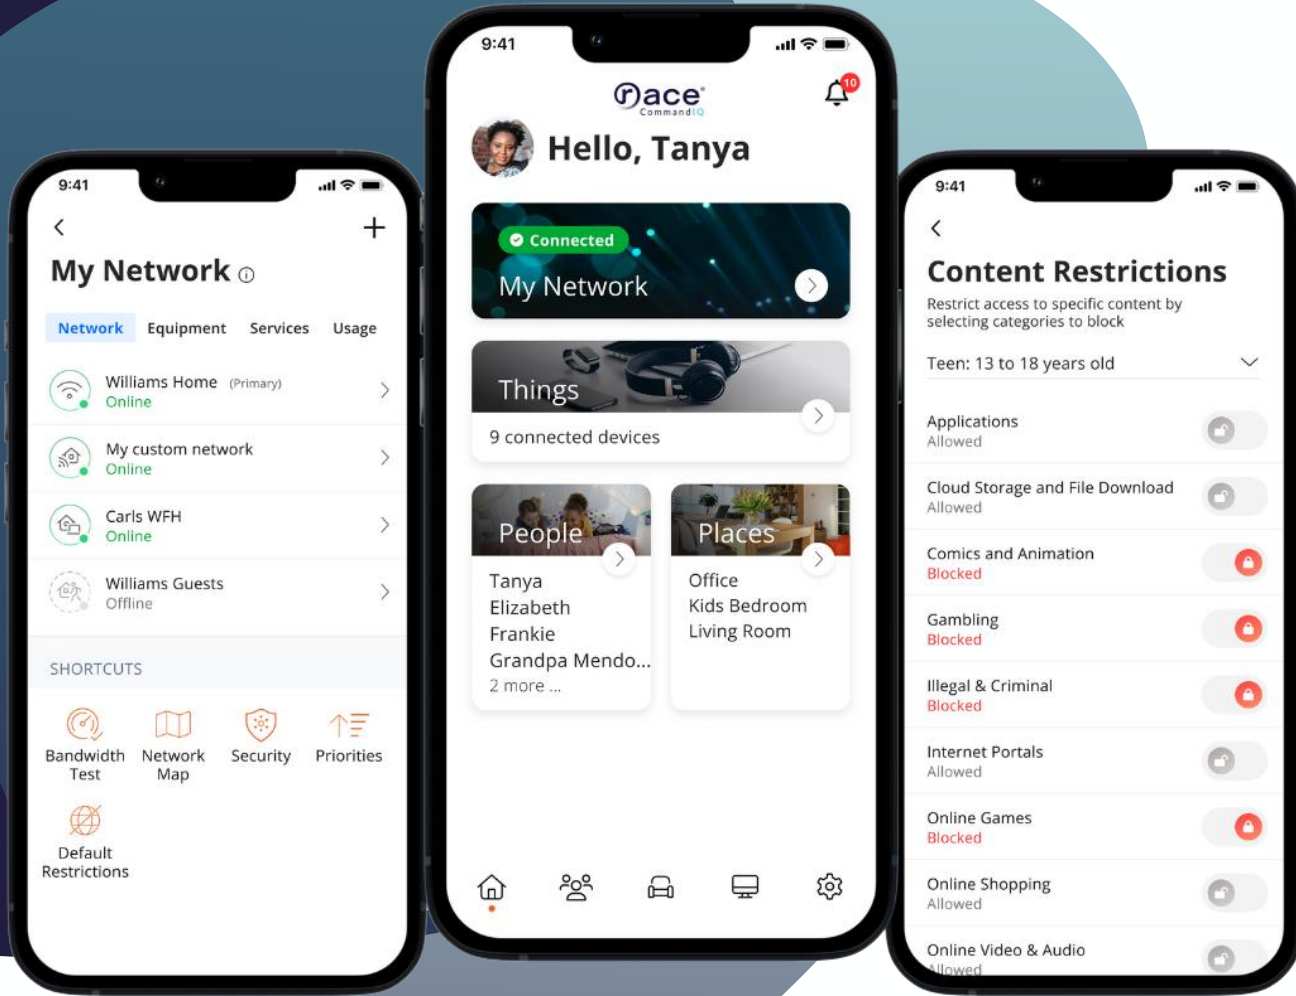 9:41
My Network
Network Equipment Services Usage
Williams Home (Primary)
Online
My custom network
Online
Carls WFH
Online
Williams Guests
Offline
SHORTCUTS
Bandwidth Test
Network Map
Security
Priorities
Default Restrictions
9:41
race
CommandIQ
10
Hello, Tanya
Connected
My Network
Things
9 connected devices
People
Tanya
Elizabeth
Frankie
Grandpa Mendo...
2 more ...
Places
Office
Kids Bedroom
Living Room
9:41
Content Restrictions
Restrict access to specific content by
selecting categories to block
Teen: 13 to 18 years old
Applications
Allowed
Cloud Storage and File Download
Allowed
Comics and Animation
Blocked
Gambling
Blocked
Illegal & Criminal
Blocked
Internet Portals
Allowed
Online Games
Blocked
Online Shopping
Allowed
Online Video & Audio
Allowed